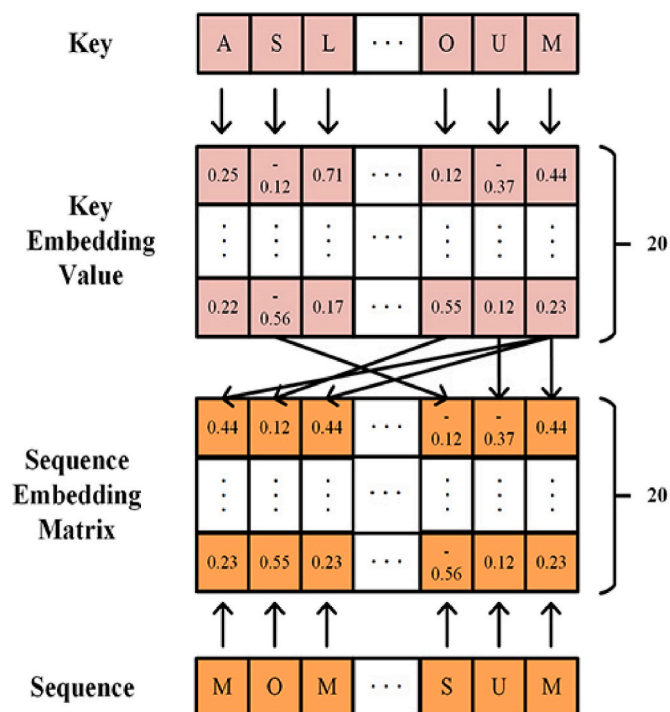 Key A S L ··· O U M
0.25 -0.12 0.71 ··· 0.12 -0.37 0.44
Key
Embedding
Value
⋮ ⋮ ⋮ ··· ⋮ ⋮ ⋮
20
0.22 -0.56 0.17 ··· 0.55 0.12 0.23
0.44 0.12 0.44 ··· -0.12 -0.37 0.44
Sequence
Embedding
Matrix
⋮ ⋮ ⋮ ··· ⋮ ⋮ ⋮
20
0.23 0.55 0.23 ··· -0.56 0.12 0.23
Sequence M O M ··· S U M